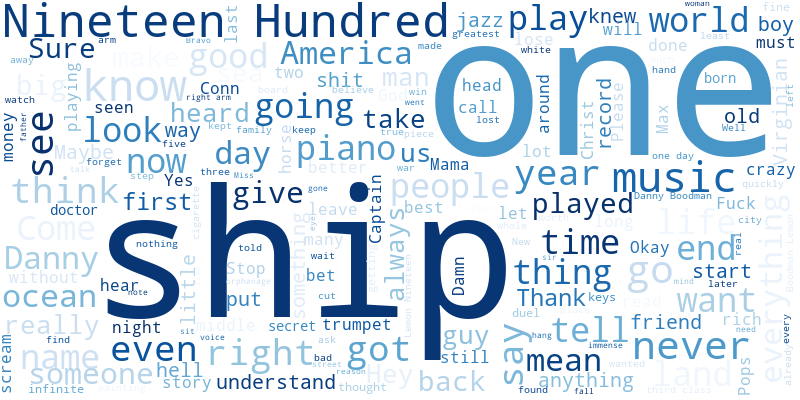 Nineteen Hundred
one
ship
last
arm
Bravo
away
Sure
make
good
sea
America
play
knew
jazz
greatest
made
lose
white
woman
world
fine
boy
will
done
must
least
big
know
two
shit
man
God
head
call
lost
born
hand
old
Well
left
Virginian
playing
Conn
right arm
board
believe
win
went
around
record
Please
Christ
Max
money
watch
father
see
seen
heard
going
take
true
piece
look
way
kept
family
keep
five
Maybe
forget
now
day
horse
piano
us
war
Mama
lot
one day
crazy
talk
step
three
Miss
better
year
music
quickly
think
doctor
Yes
first
give
gone
leave
Captain
people
best
let
played
Danny Boodman
Fuck
city
whole
long
life
everything
Boodman Lemon
Come
nothing
cigarette
told
something
many
eye
always
New
time
Okay
end
real
Danny
without
little
Stop
wait
getting
Damn
sir
thing
go
start
later
ocean
hear
note
orphanage
bet
put
cut
Lemon Nineteen
Thank
keys
read
mind
want
really
night
middle
secret
trumpet
guy
duel
tell
friend
rich
need
every
already
find
sit
voice
ask
still
say
hang
immense
never
scream
name
even
right
bad
street
reason
got
mean
wanted
Pops
someone
hell
story
understand
thought
Hey
back
anything
land
infinite
painting
found
fall
third class